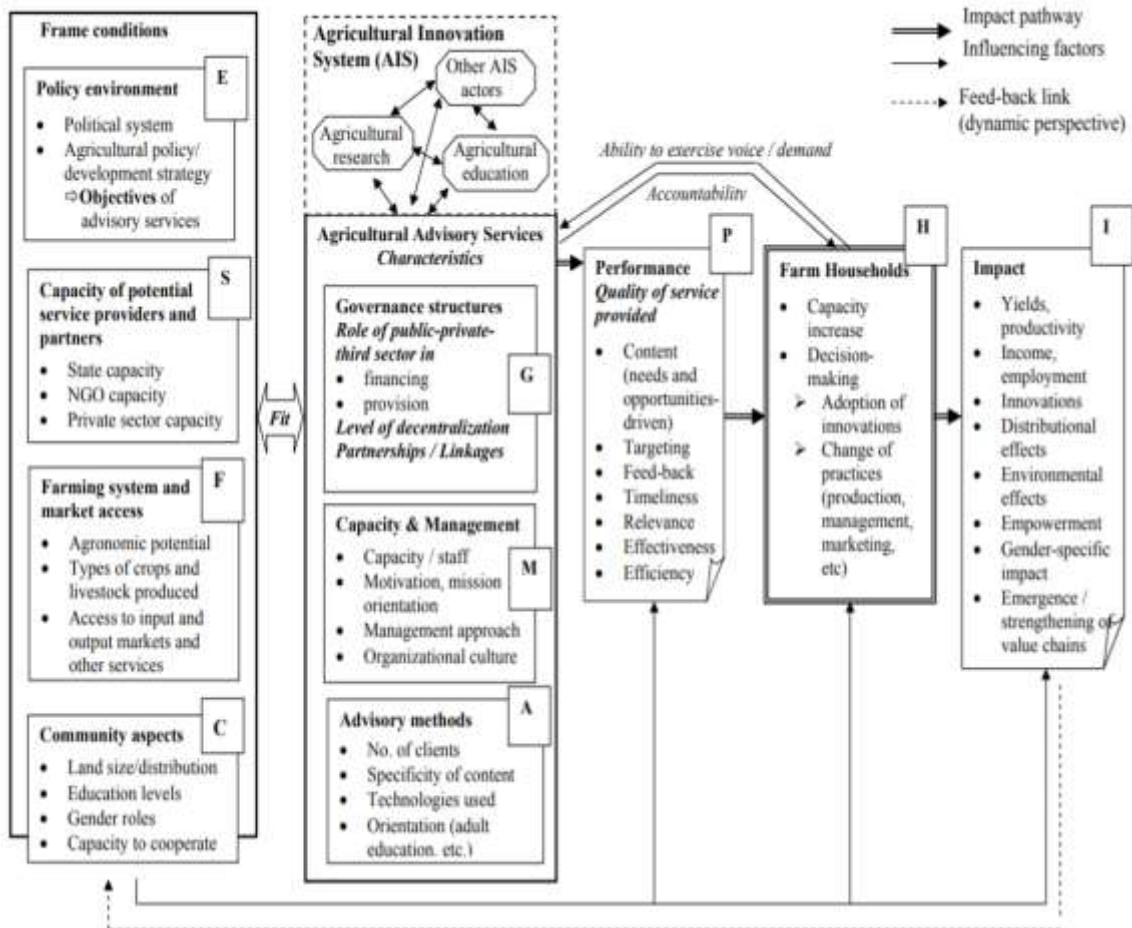 Frame conditions
E
Policy environment
• Political system
• Agricultural policy/
development strategy
⇨Objectives of
advisory services
S
Capacity of potential
service providers and
partners
• State capacity
• NGO capacity
• Private sector capacity
F
Farming system and
market access
• Agronomic potential
• Types of crops and
livestock produced
• Access to input and
output markets and
other services
C
Community aspects
• Land size/distribution
• Education levels
• Gender roles
• Capacity to cooperate
Fit
Agricultural Innovation
System (AIS)
Other AIS
actors
Agricultural
research
Agricultural
education
Agricultural Advisory Services
Characteristics
Governance structures
Role of public-private-
third sector in
• financing
• provision
Level of decentralization
Partnerships / Linkages
G
Capacity & Management
• Capacity / staff
• Motivation, mission
orientation
• Management approach
• Organizational culture
M
Advisory methods
• No. of clients
• Specificity of content
• Technologies used
• Orientation (adult
education, etc.)
A
Impact pathway
Influencing factors
Feed-back link
(dynamic perspective)
Ability to exercise voice / demand
Accountability
P
Performance
Quality of service
provided
• Content
(needs and
opportunities-
driven)
• Targeting
• Feed-back
• Timeliness
• Relevance
• Effectiveness
• Efficiency
H
Farm Households
• Capacity
increase
• Decision-
making
➢ Adoption of
innovations
➢ Change of
practices
(production,
management,
marketing,
etc)
I
Impact
• Yields,
productivity
• Income,
employment
• Innovations
• Distributional
effects
• Environmental
effects
• Empowerment
• Gender-specific
impact
• Emergence /
strengthening of
value chains